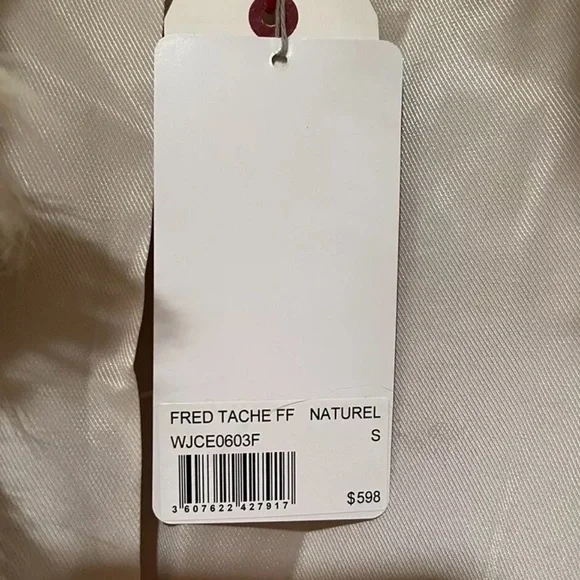 FRED TACHE FF NATUREL
WJCE0603F S
3 607622 427917
$598